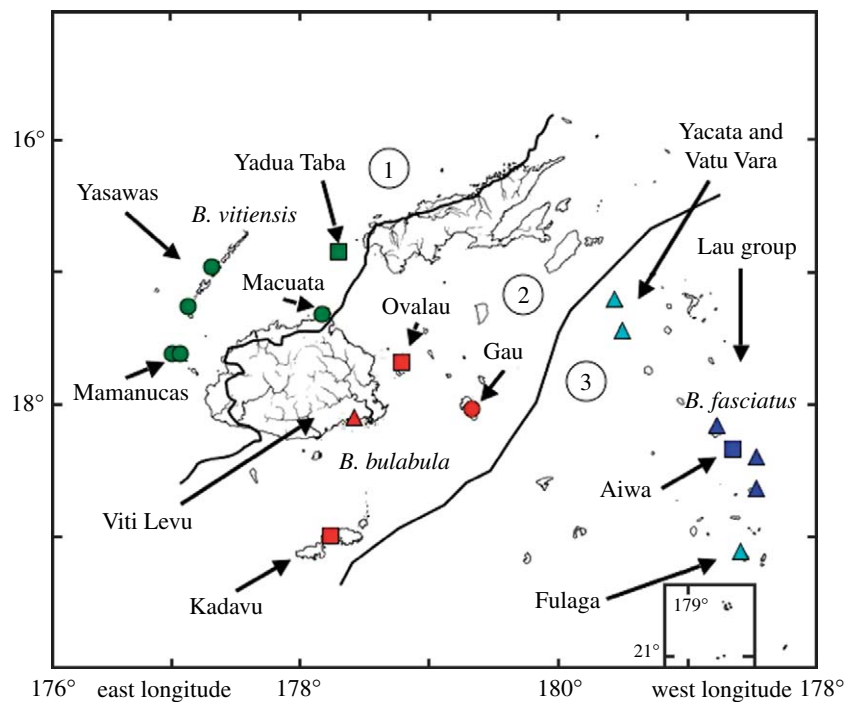 16°
Yadua Taba
1
Yacata and
Vatu Vara
Yasawas
B. vitiensis
Lau group
Macuata
2
Ovalau
Gau
Mamanucas
3
18°
B. fasciatus
B. bulabula
Aiwa
Viti Levu
Kadavu
Fulaga
179°
21°
176° east longitude 178° 180° west longitude 178°